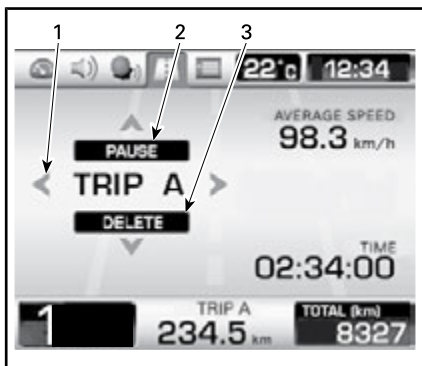 1 2 3
22°C 12:34
AVERAGE SPEED
98.3 km/h
PAUSE
TRIP A
DELETE
TIME
02:34:00
1
TRIP A
234.5 km
TOTAL (km)
8327